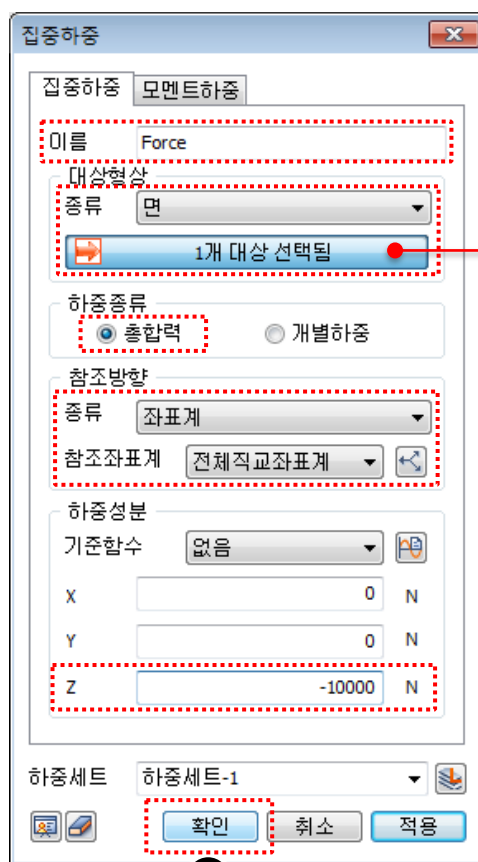 집중하중
집중하중 모멘트하중
이름 Force
대상형상
종류 면
1개 대상 선택됨
하중종류
총합력 개별하중
참조방향
종류 좌표계
참조좌표계 전체직교좌표계
하중성분
기준함수 없음
X 0 N
Y 0 N
Z -10000 N
하중세트 하중세트-1
확인 취소 적용